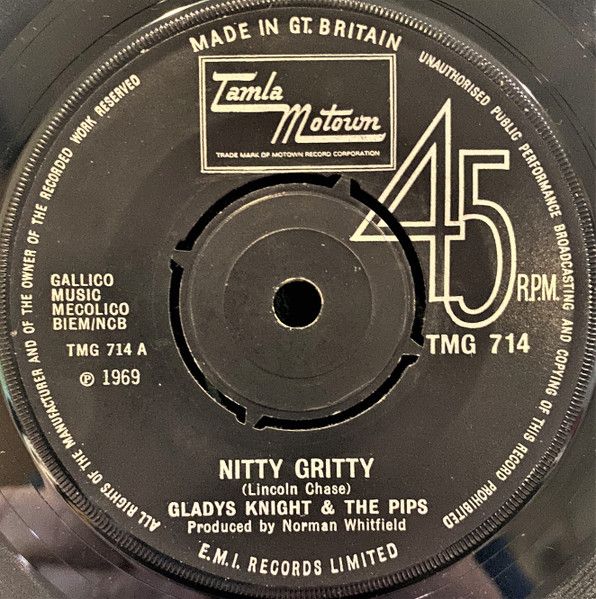 MADE IN GT. BRITAIN
UNAUTHORISED PUBLIC PERFORMANCE BROADCASTING AND COPYING OF THIS RECORD PROHIBITED
ALL RIGHTS OF THE MANUFACTURER AND OF THE OWNER OF THE RECORDED WORK RESERVED
Tamla
Motown
TRADE MARK OF MOTOWN RECORD CORPORATION
45
R.P.M.
GALLICO
MUSIC
MECOLICO
BIEM/NCB
TMG 714 A
℗ 1969
TMG 714
NITTY GRITTY
(Lincoln Chase)
GLADYS KNIGHT & THE PIPS
Produced by Norman Whitfield
E.M.I. RECORDS LIMITED